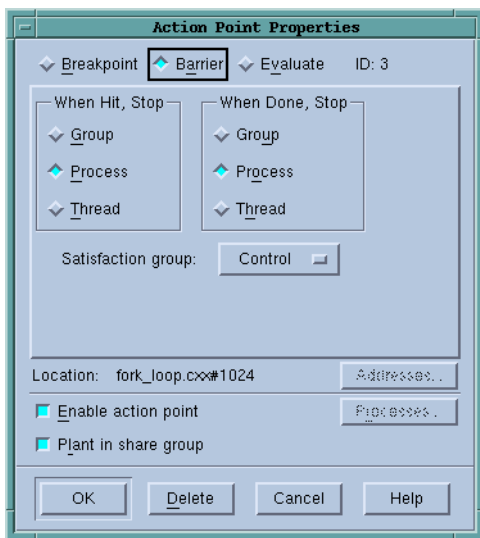 Action Point Properties
Breakpoint Barrier Evaluate ID: 3
When Hit, Stop When Done, Stop
Group Group
Process Process
Thread Thread
Satisfaction group: Control
Location: fork_loop.cxx#1024 Addresses..
Enable action point Processes.
Plant in share group
OK Delete Cancel Help